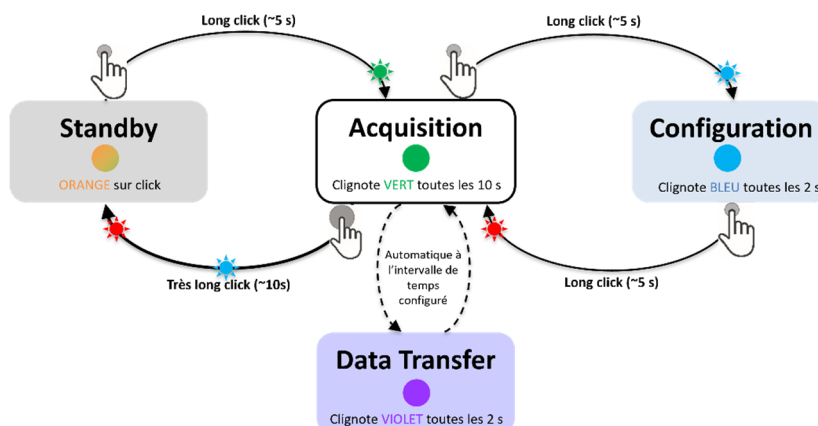 Long click (~5 s)
Long click (~5 s)
Standby
ORANGE sur click
Acquisition
Clignote VERT toutes les 10 s
Configuration
Clignote BLEU toutes les 2 s
Très long click (~10s)
Automatique à
l'intervalle de
temps
configuré
Long click (~5 s)
Data Transfer
Clignote VIOLET toutes les 2 s